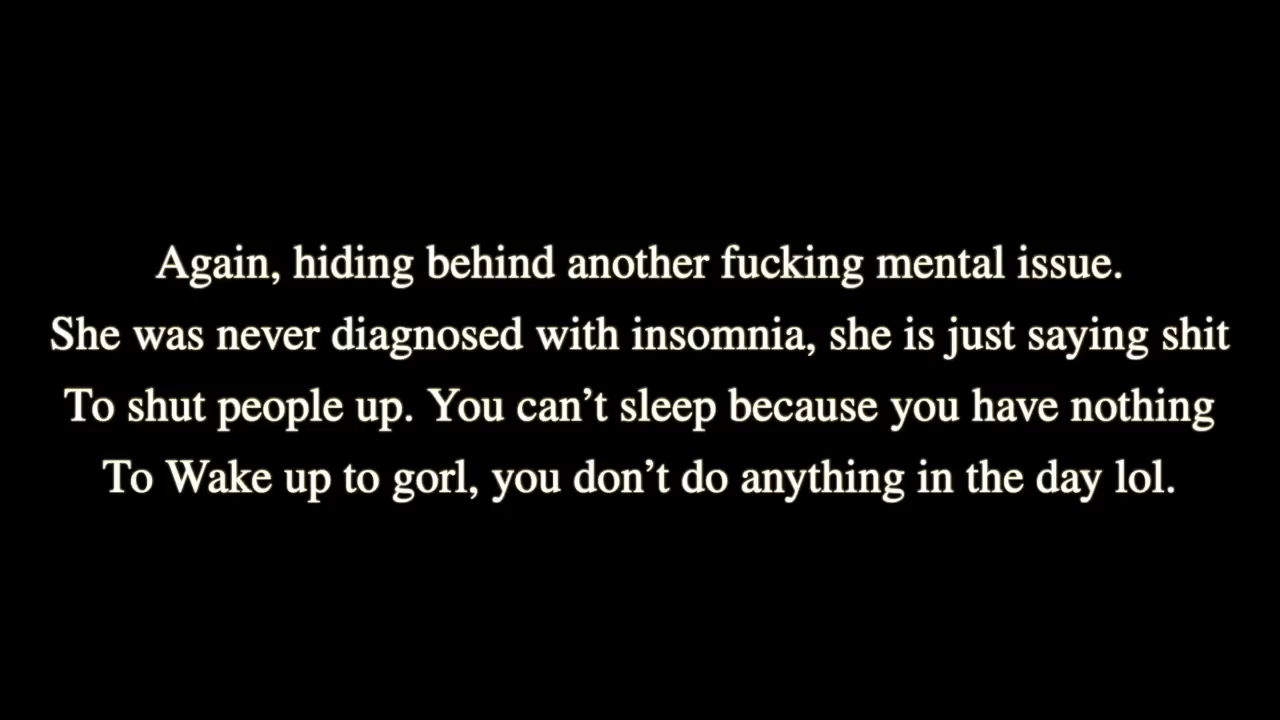 Again, hiding behind another fucking mental issue.
She was never diagnosed with insomnia, she is just saying shit
To shut people up. You can’t sleep because you have nothing
To Wake up to gorl, you don’t do anything in the day lol.